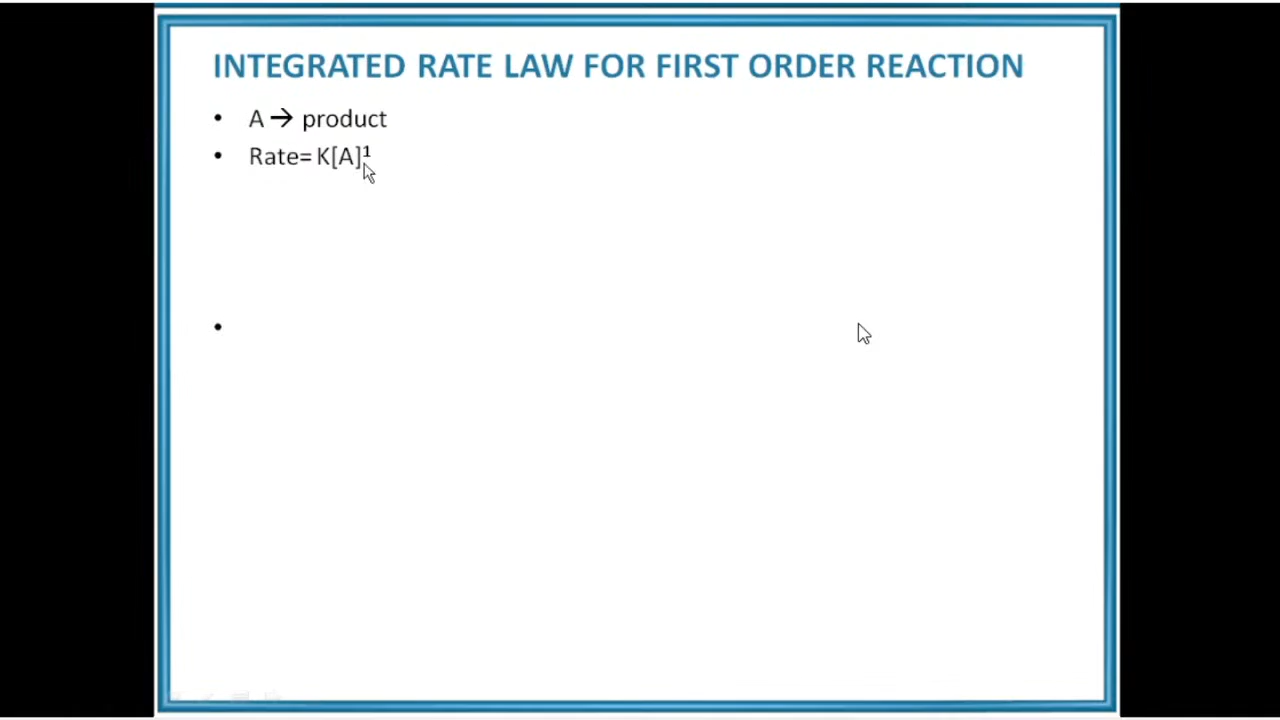 INTEGRATED RATE LAW FOR FIRST ORDER REACTION
• A → product
• Rate= K[A]¹
•